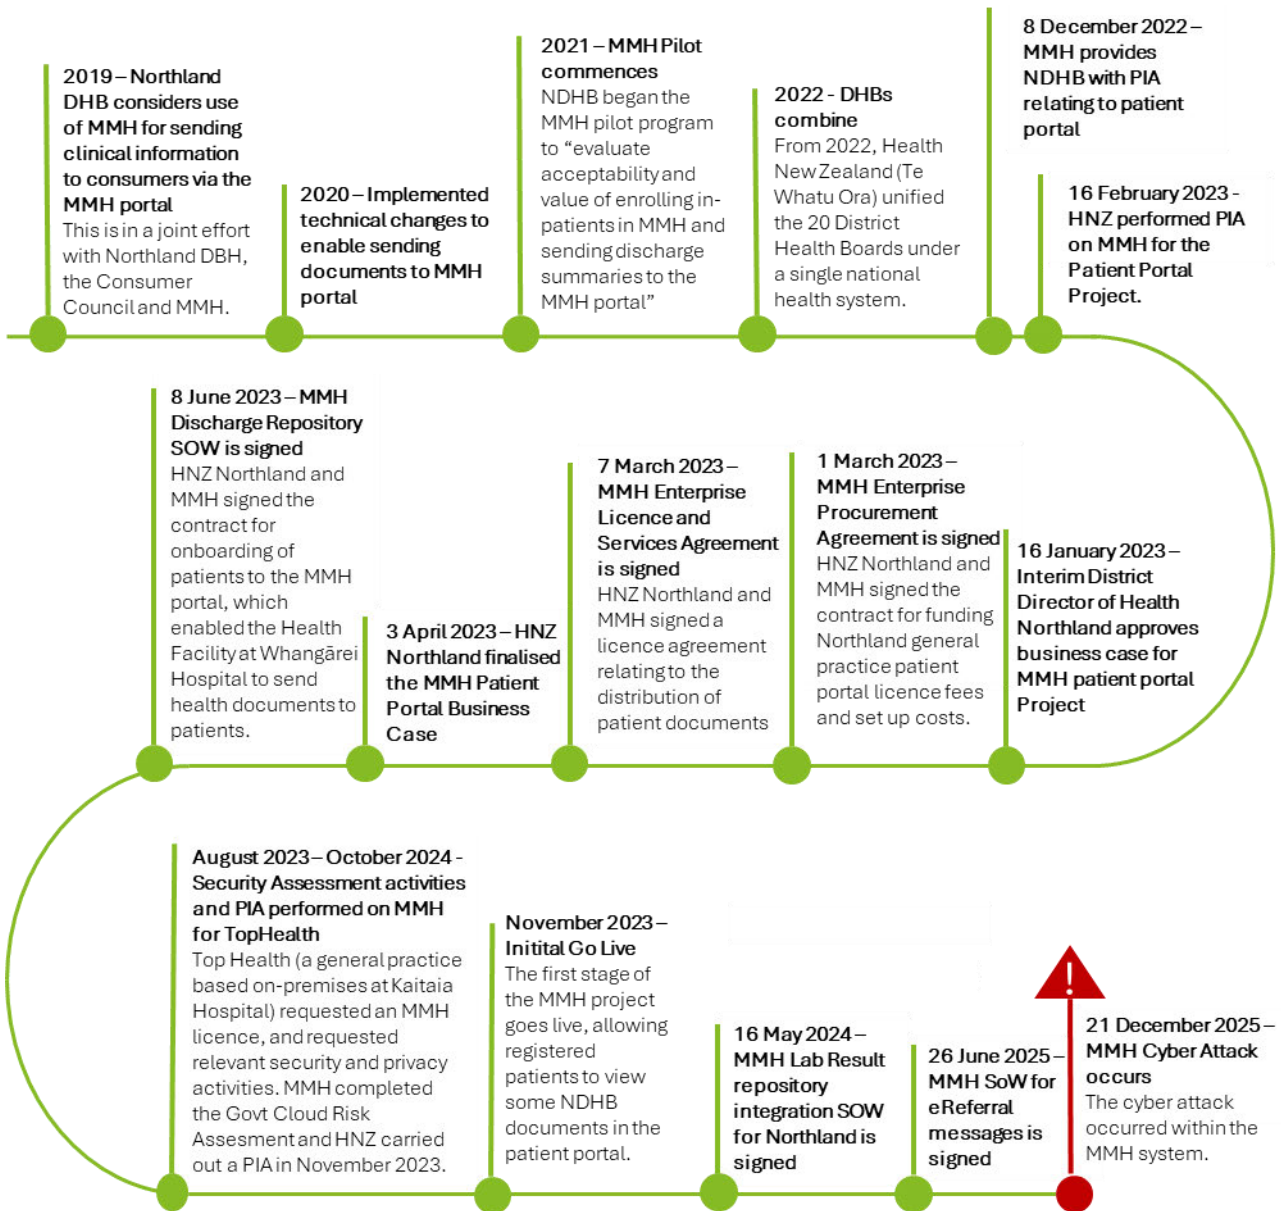 2019 – Northland
DHB considers use
of MMH for sending
clinical information
to consumers via the
MMH portal
This is in a joint effort
with Northland DBH,
the Consumer
Council and MMH.
2020 – Implemented
technical changes to
enable sending
documents to MMH
portal
2021 – MMH Pilot
commences
NDHB began the
MMH pilot program
to “evaluate
acceptability and
value of enrolling in-
patients in MMH and
sending discharge
summaries to the
MMH portal”
2022 - DHBs
combine
From 2022, Health
New Zealand (Te
Whatu Ora) unified
the 20 District
Health Boards under
a single national
health system.
8 December 2022 –
MMH provides
NDHB with PIA
relating to patient
portal
16 February 2023 -
HNZ performed PIA
on MMH for the
Patient Portal
Project.
16 January 2023 –
Interim District
Director of Health
Northland approves
business case for
MMH patient portal
Project
1 March 2023 –
MMH Enterprise
Procurement
Agreement is signed
HNZ Northland and
MMH signed the
contract for funding
Northland general
practice patient
portal licence fees
and set up costs.
7 March 2023 –
MMH Enterprise
Licence and
Services Agreement
is signed
HNZ Northland and
MMH signed a
licence agreement
relating to the
distribution of
patient documents
3 April 2023 – HNZ
Northland finalised
the MMH Patient
Portal Business
Case
8 June 2023 – MMH
Discharge Repository
SOW is signed
HNZ Northland and
MMH signed the
contract for
onboarding of
patients to the MMH
portal, which
enabled the Health
Facility at Whangārei
Hospital to send
health documents to
patients.
August 2023 – October 2024 -
Security Assessment activities
and PIA performed on MMH
for TopHealth
Top Health (a general practice
based on-premises at Kaitaia
Hospital) requested an MMH
licence, and requested
relevant security and privacy
activities. MMH completed
the Govt Cloud Risk
Assesment and HNZ carried
out a PIA in November 2023.
November 2023 –
Initital Go Live
The first stage of
the MMH project
goes live, allowing
registered
patients to view
some NDHB
documents in the
patient portal.
16 May 2024 –
MMH Lab Result
repository
integration SOW
for Northland is
signed
26 June 2025 –
MMH SoW for
eReferral
messages is
signed
!
21 December 2025 –
MMH Cyber Attack
occurs
The cyber attack
occurred within the
MMH system.